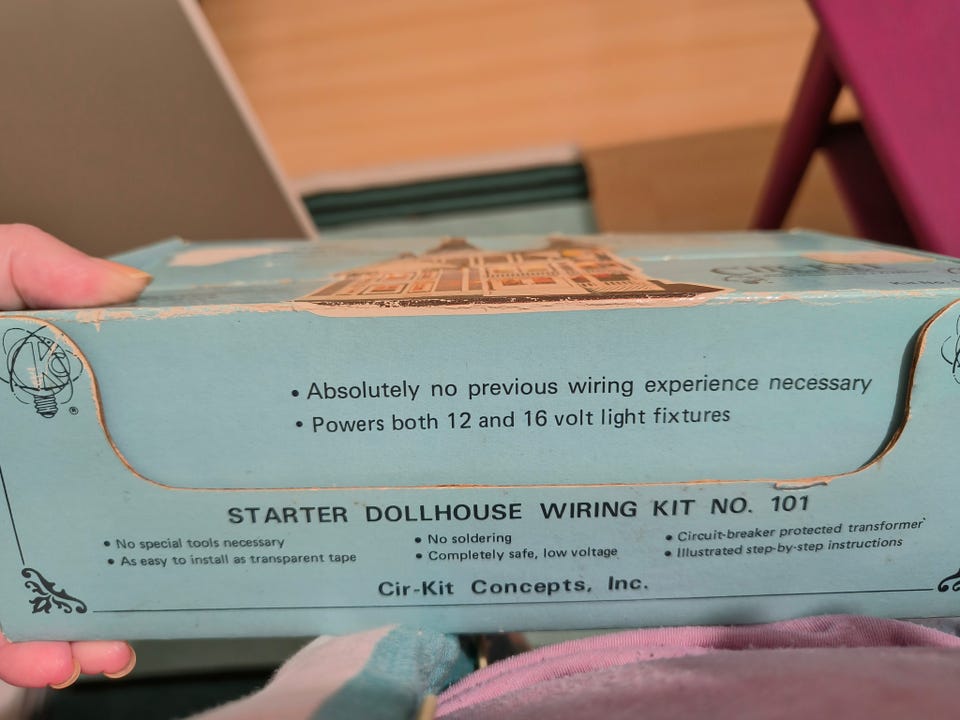 • Absolutely no previous wiring experience necessary
• Powers both 12 and 16 volt light fixtures
®
STARTER DOLLHOUSE WIRING KIT NO. 101
• No special tools necessary
• As easy to install as transparent tape
• No soldering
• Completely safe, low voltage
• Circuit-breaker protected transformer
• Illustrated step-by-step instructions
Cir-Kit Concepts, Inc.